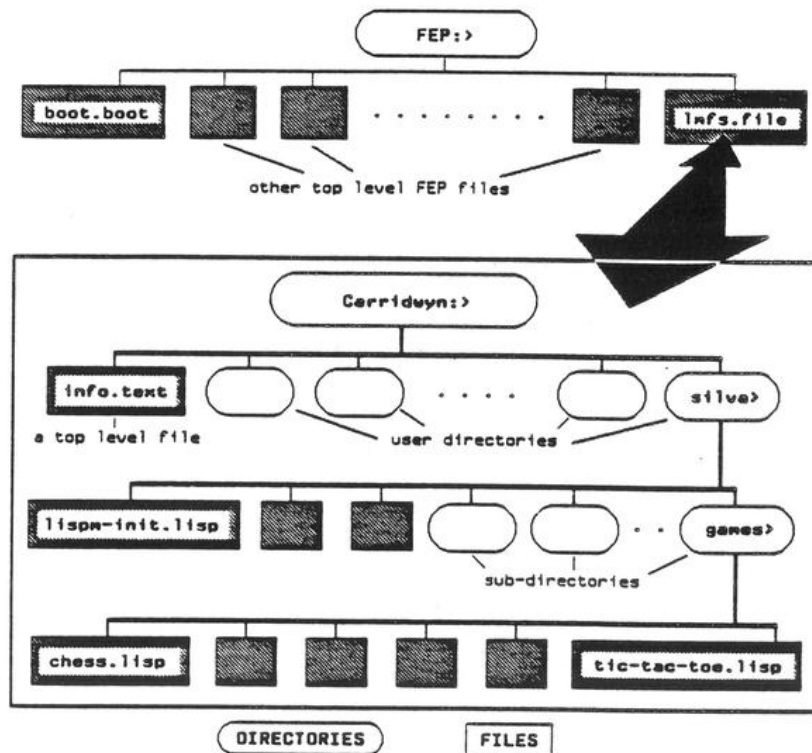 FEP:>
boot.boot
lmfs.file
other top level FEP files
Cerridwyn:>
info.text
silva>
a top level file
user directories
lispm-init.lisp
games>
sub-directories
chess.lisp
tic-tac-toe.lisp
DIRECTORIES
FILES